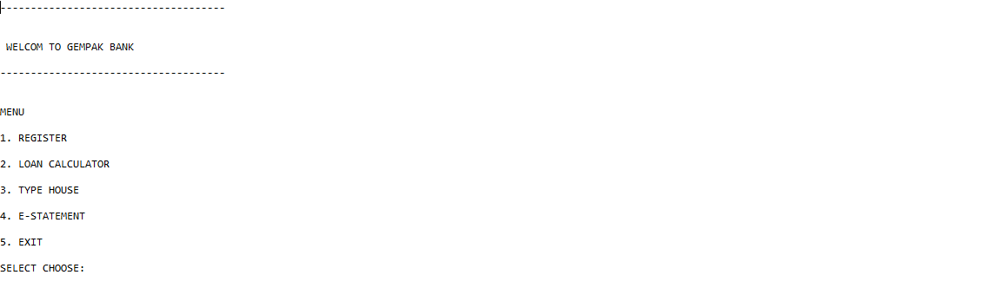 -------------------------------------
WELCOM TO GEMPAK BANK
-------------------------------------
MENU
1. REGISTER
2. LOAN CALCULATOR
3. TYPE HOUSE
4. E-STATEMENT
5. EXIT
SELECT CHOOSE: